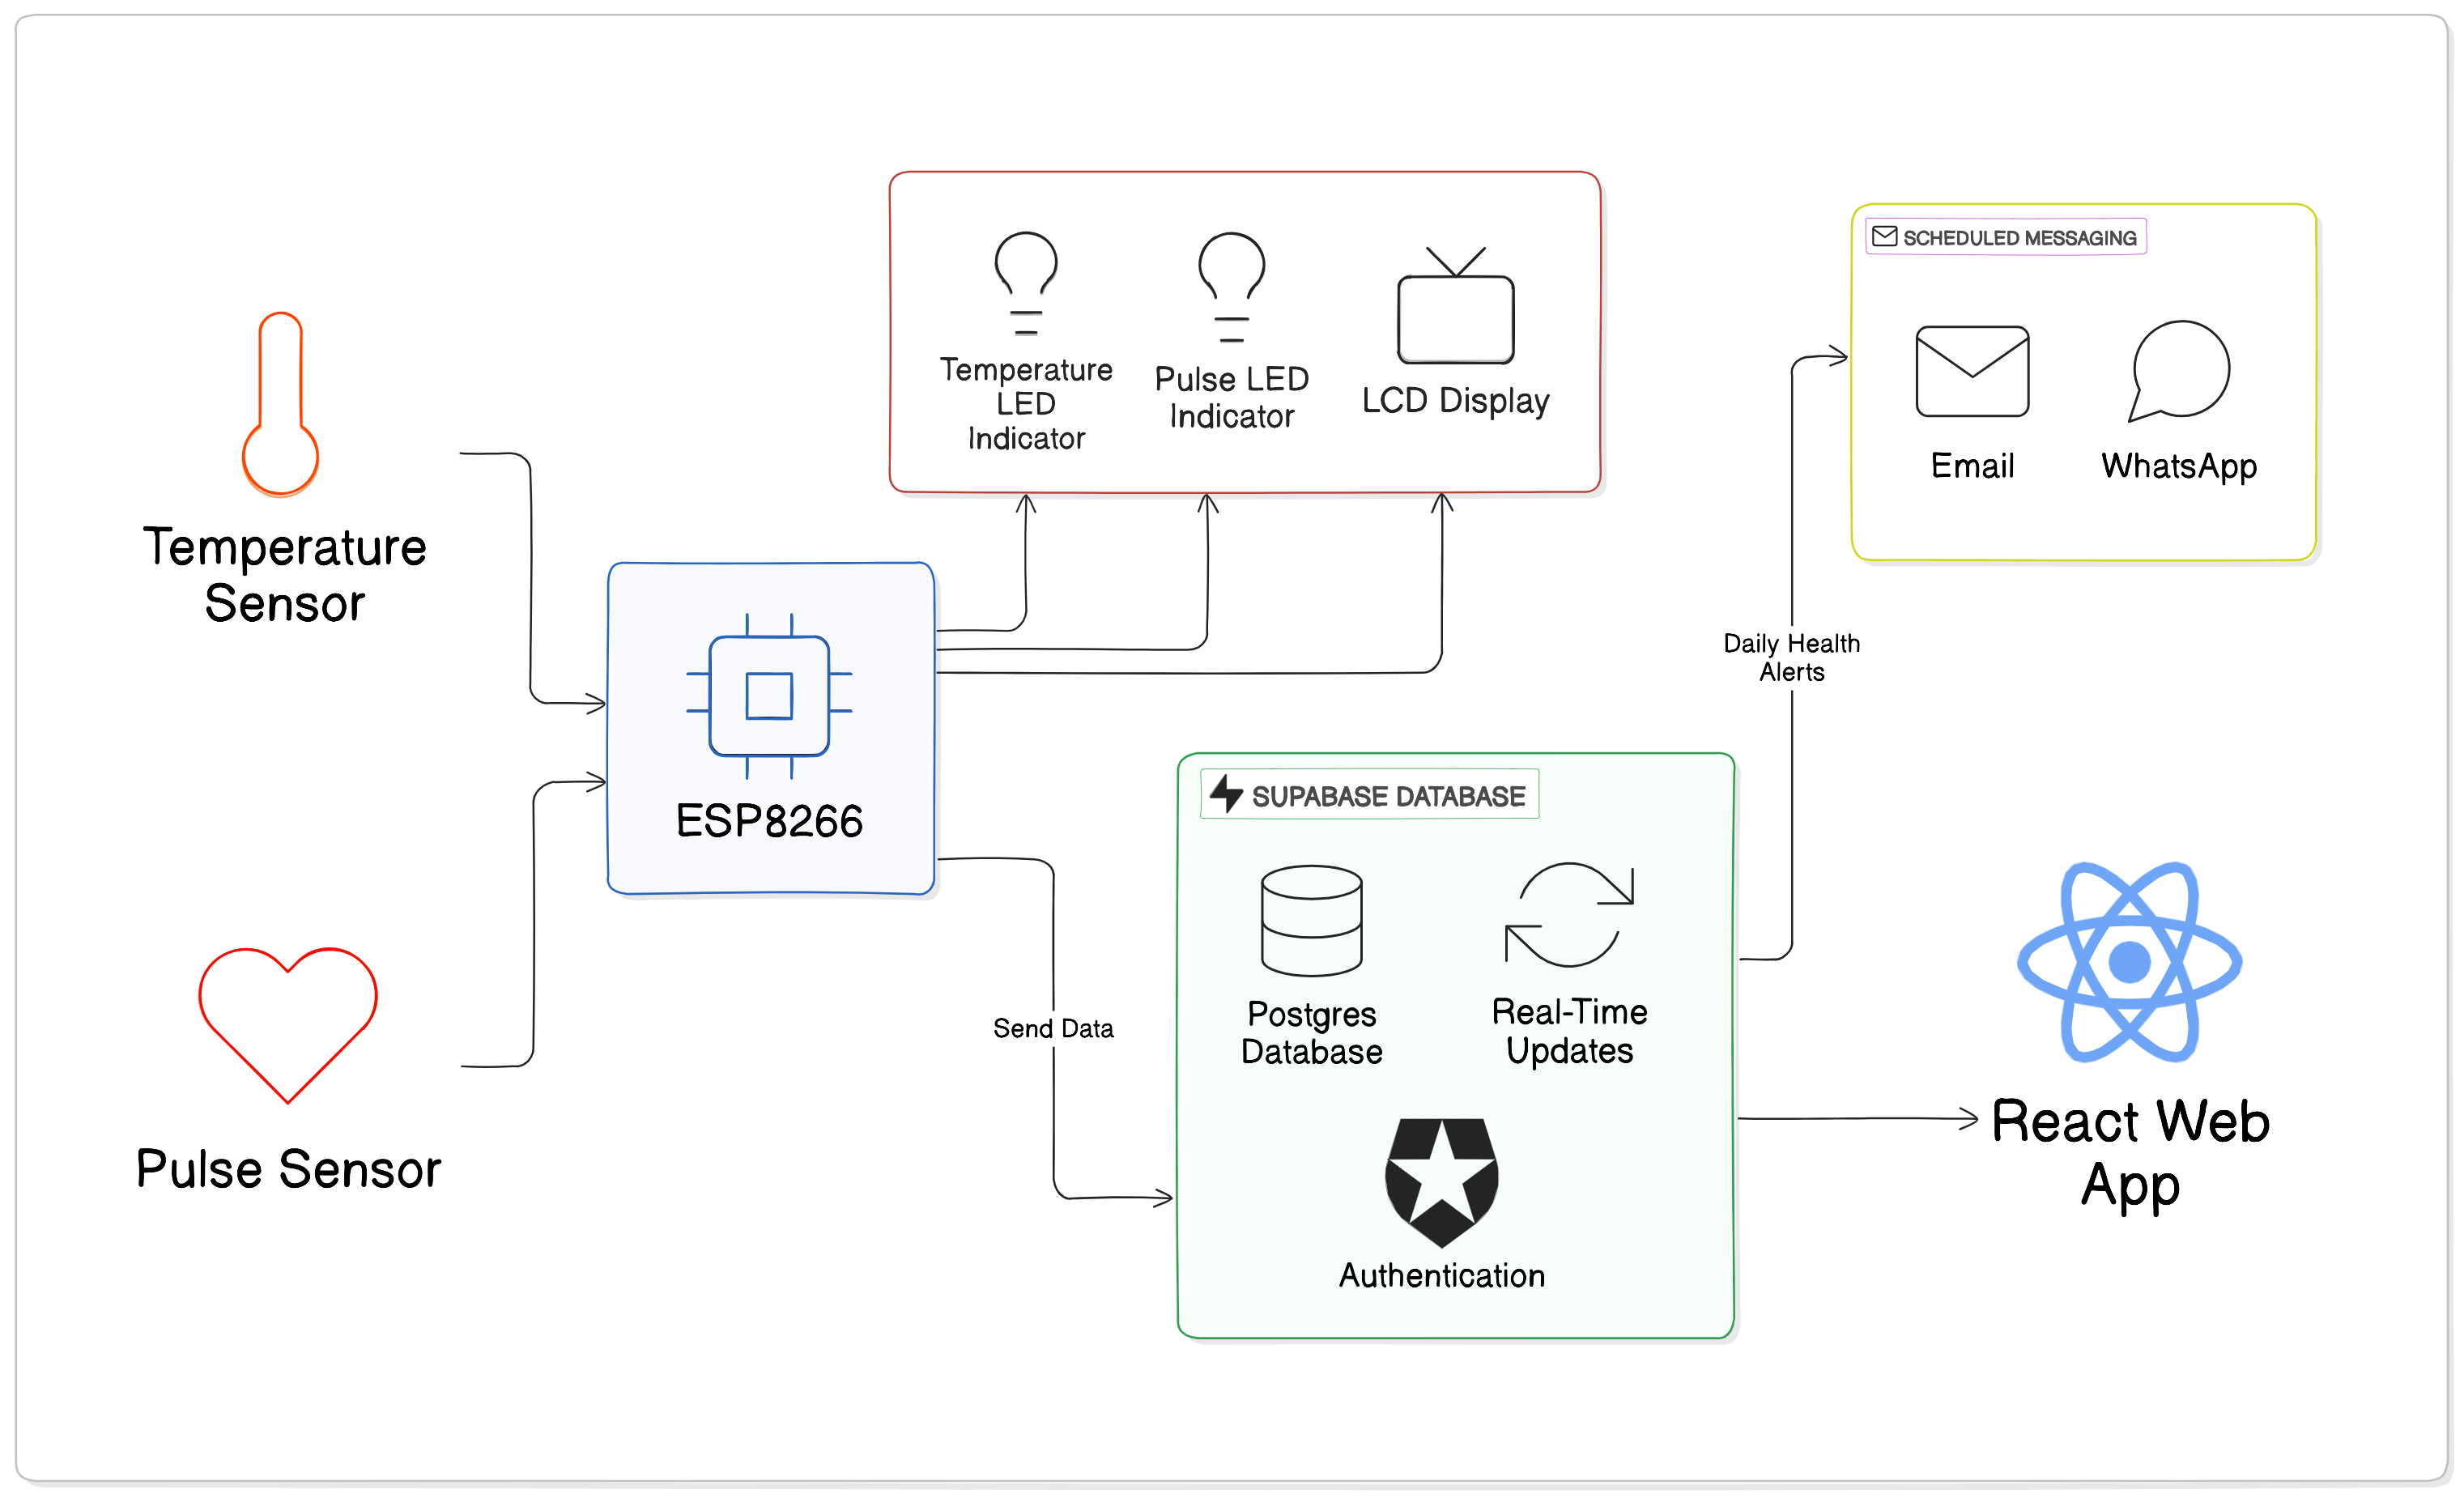 Temperature
Sensor
Pulse Sensor
ESP8266
Temperature
LED
Indicator
Pulse LED
Indicator
LCD Display
Send Data
SUPABASE DATABASE
Postgres
Database
Real-Time
Updates
Authentication
Daily Health
Alerts
SCHEDULED MESSAGING
Email
WhatsApp
React Web
App